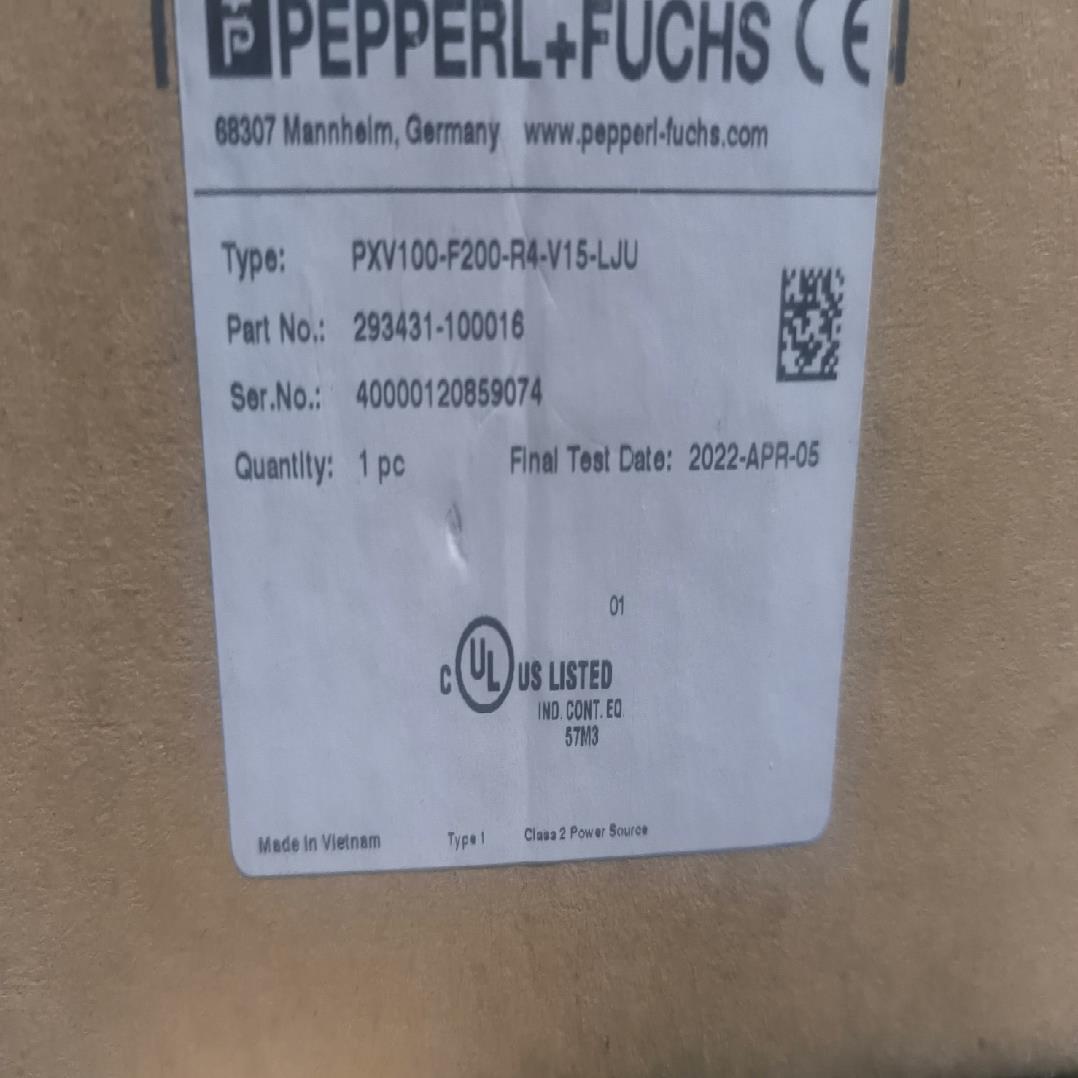 PEPPERL+FUCHS CE
68307 Mannheim, Germany www.pepperl-fuchs.com
Type: PXV100-F200-R4-V15-LJU
Part No.: 293431-100016
Ser.No.: 40000120859074
Quantity: 1 pc Final Test Date: 2022-APR-05
01
C UL US LISTED
IND. CONT. EQ.
57M3
Made in Vietnam Type 1 Class 2 Power Source